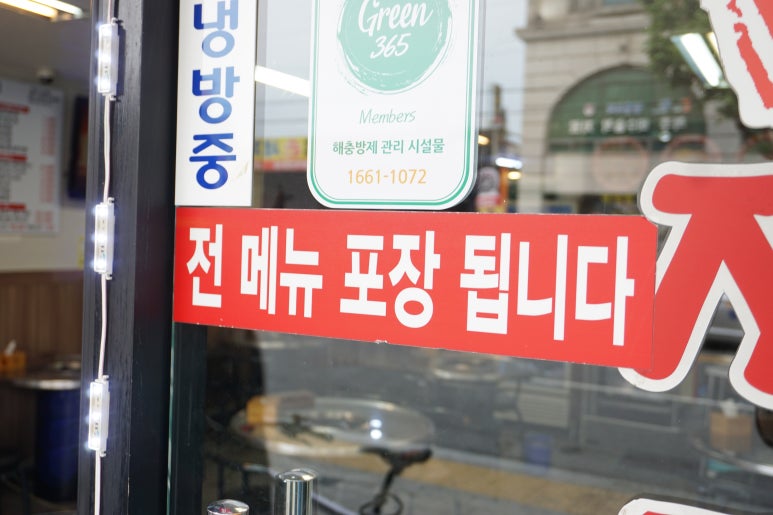 냉방중
Green
365
Members
해충방제 관리 시설물
1661-1072
전 메뉴 포장 됩니다